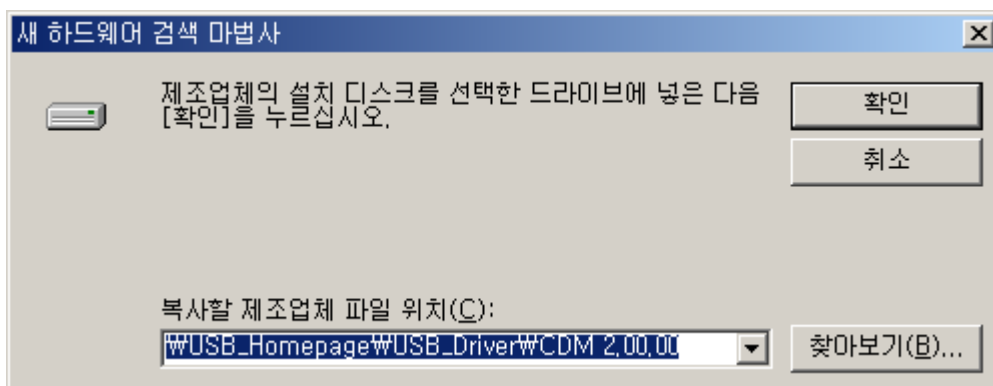 새 하드웨어 검색 마법사
제조업체의 설치 디스크를 선택한 드라이브에 넣은 다음
[확인]을 누르십시오.
확인
취소
복사할 제조업체 파일 위치(C):
₩USB_Homepage₩USB_Driver₩CDM 2,00,00
찾아보기(B)...